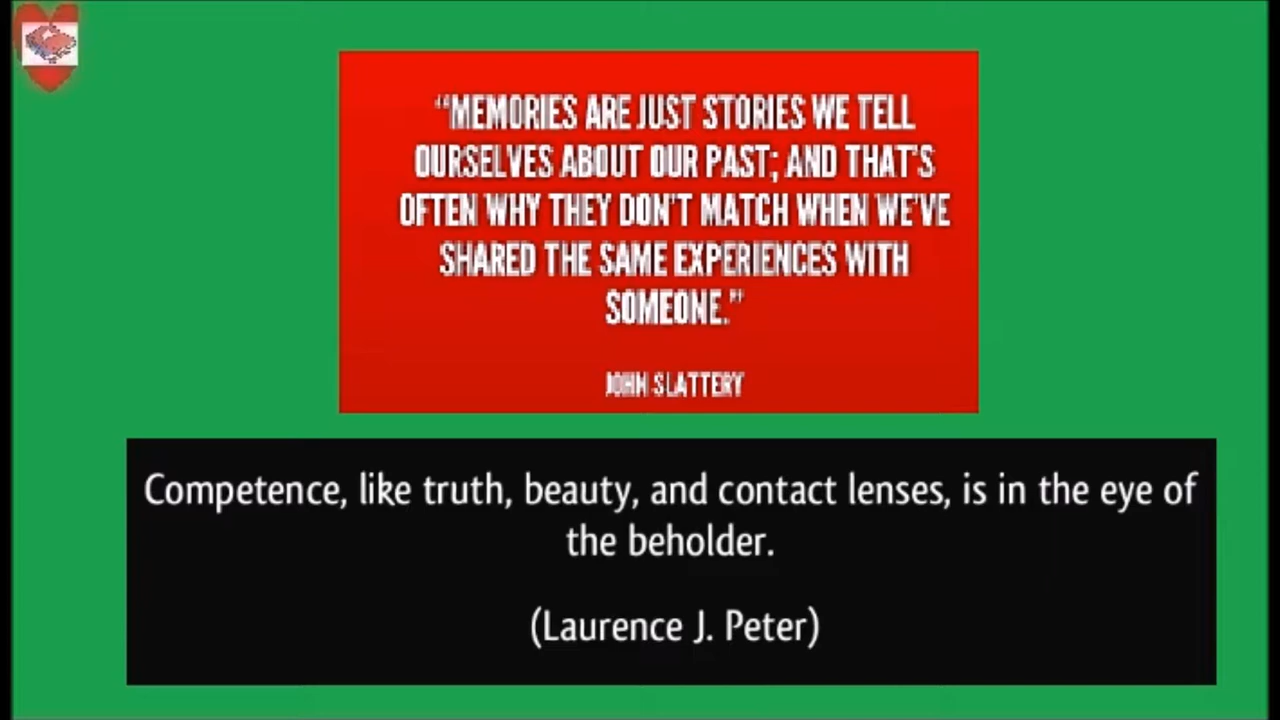 “MEMORIES ARE JUST STORIES WE TELL
OURSELVES ABOUT OUR PAST; AND THAT'S
OFTEN WHY THEY DON'T MATCH WHEN WE'VE
SHARED THE SAME EXPERIENCES WITH
SOMEONE.”
JOHN SLATTERY
Competence, like truth, beauty, and contact lenses, is in the eye of
the beholder.
(Laurence J. Peter)